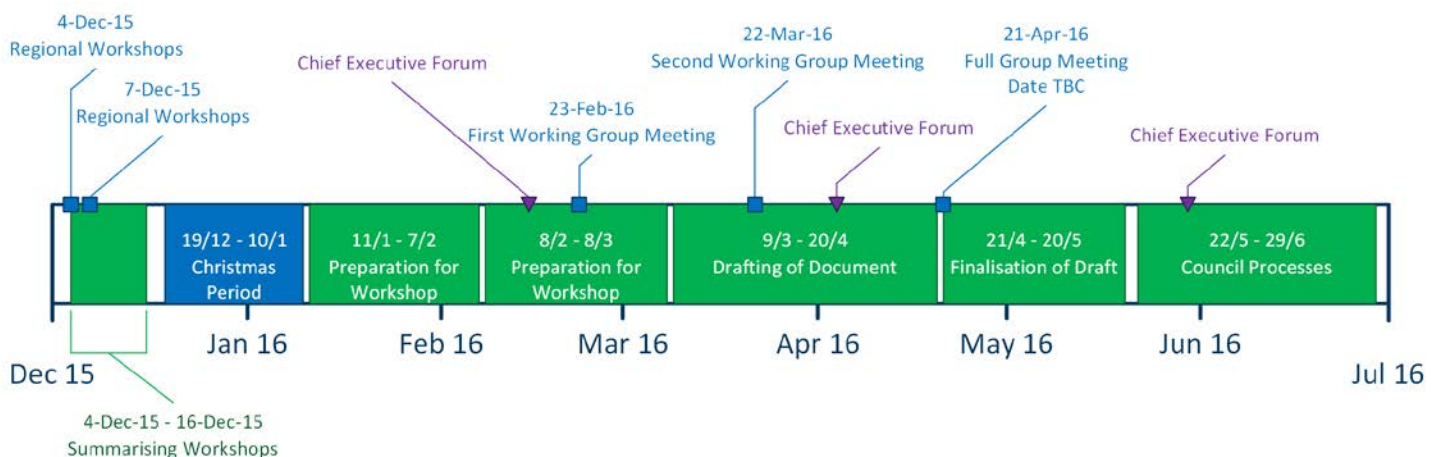 4-Dec-15
Regional Workshops
7-Dec-15
Regional Workshops
Chief Executive Forum
23-Feb-16
First Working Group Meeting
22-Mar-16
Second Working Group Meeting
Chief Executive Forum
21-Apr-16
Full Group Meeting
Date TBC
Chief Executive Forum
19/12 - 10/1
Christmas
Period
11/1 - 7/2
Preparation for
Workshop
8/2 - 8/3
Preparation for
Workshop
9/3 - 20/4
Drafting of Document
21/4 - 20/5
Finalisation of Draft
22/5 - 29/6
Council Processes
Dec 15
Jan 16
Feb 16
Mar 16
Apr 16
May 16
Jun 16
Jul 16
4-Dec-15 - 16-Dec-15
Summarising Workshops